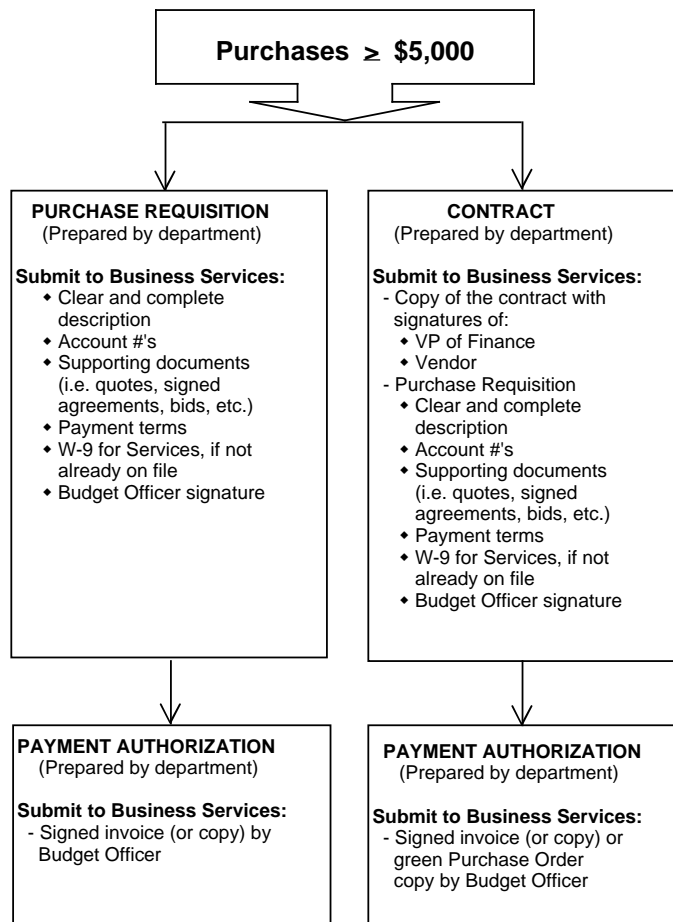 Purchases ≥ $5,000
PURCHASE REQUISITION
(Prepared by department)
Submit to Business Services:
◆ Clear and complete
description
◆ Account #'s
◆ Supporting documents
(i.e. quotes, signed
agreements, bids, etc.)
◆ Payment terms
◆ W-9 for Services, if not
already on file
◆ Budget Officer signature
CONTRACT
(Prepared by department)
Submit to Business Services:
- Copy of the contract with
signatures of:
◆ VP of Finance
◆ Vendor
- Purchase Requisition
◆ Clear and complete
description
◆ Account #'s
◆ Supporting documents
(i.e. quotes, signed
agreements, bids, etc.)
◆ Payment terms
◆ W-9 for Services, if not
already on file
◆ Budget Officer signature
PAYMENT AUTHORIZATION
(Prepared by department)
Submit to Business Services:
- Signed invoice (or copy) by
Budget Officer
PAYMENT AUTHORIZATION
(Prepared by department)
Submit to Business Services:
- Signed invoice (or copy) or
green Purchase Order
copy by Budget Officer